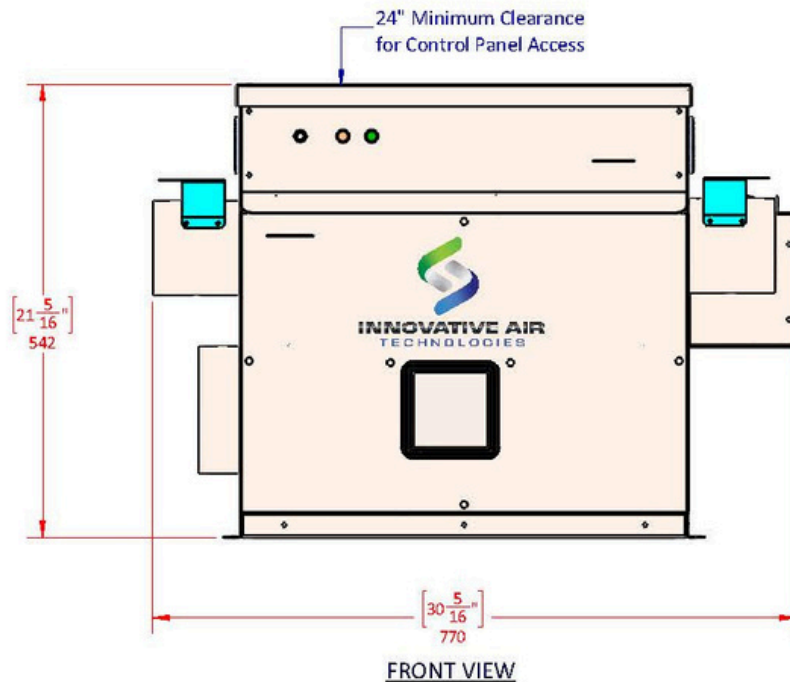 24" Minimum Clearance
for Control Panel Access
[21 5/16"]
542
INNOVATIVE AIR
TECHNOLOGIES
[30 5/16"]
770
FRONT VIEW